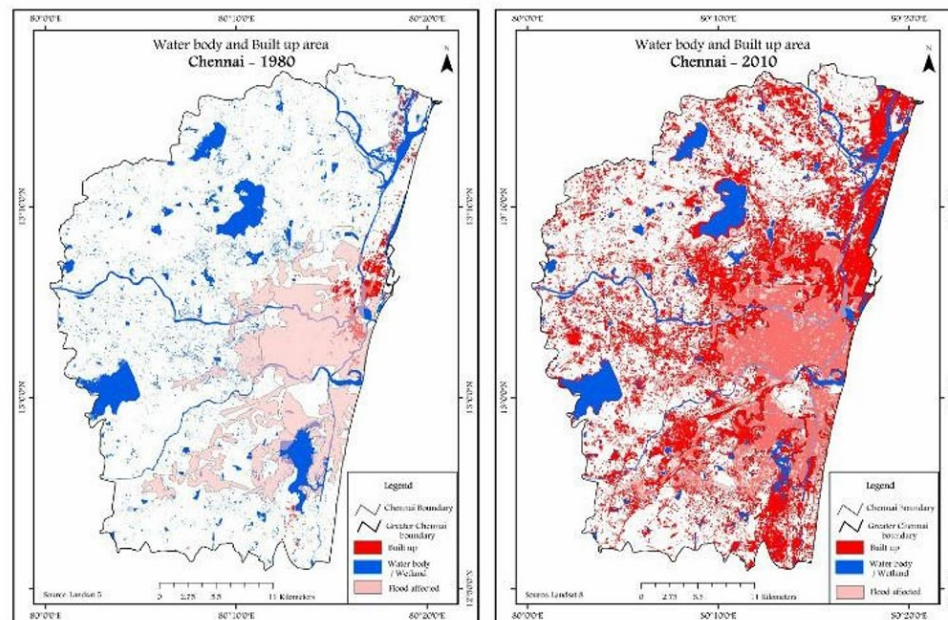 80°0'0"E 80°10'0"E 80°20'0"E
Water body and Built up area
Chennai - 1980
N
13°10'0"N
13°0'0"N
Legend
Chennai Boundary
Greater Chennai
boundary
Built up
Water body
/ Wetland
Flood affected
0 2.75 5.5 11 Kilometers
Source: Landsat 5
80°0'0"E 80°10'0"E 80°20'0"E
80°0'0"E 80°10'0"E 80°20'0"E
Water body and Built up area
Chennai - 2010
N
13°10'0"N
13°0'0"N
Legend
Chennai Boundary
Greater Chennai
boundary
Built up
Water body
/ Wetland
Flood affected
0 2.75 5.5 11 Kilometers
Source: Landsat 8
80°0'0"E 80°10'0"E 80°20'0"E